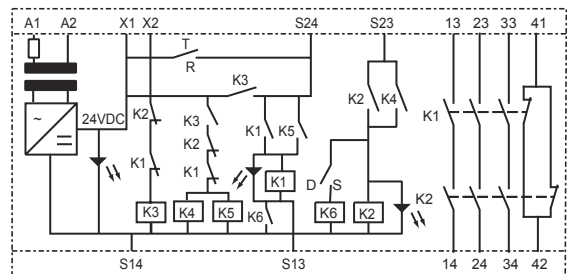 A1 A2 X1 X2 S24 S23 13 23 33 41
T
R
K3
24VDC K2 K3 K1 K5 K2 K4 K1
~
=
K2
K1 K1 K1 D S K2
K3 K4 K5 K6 K6 K2
S14 S13 14 24 34 42